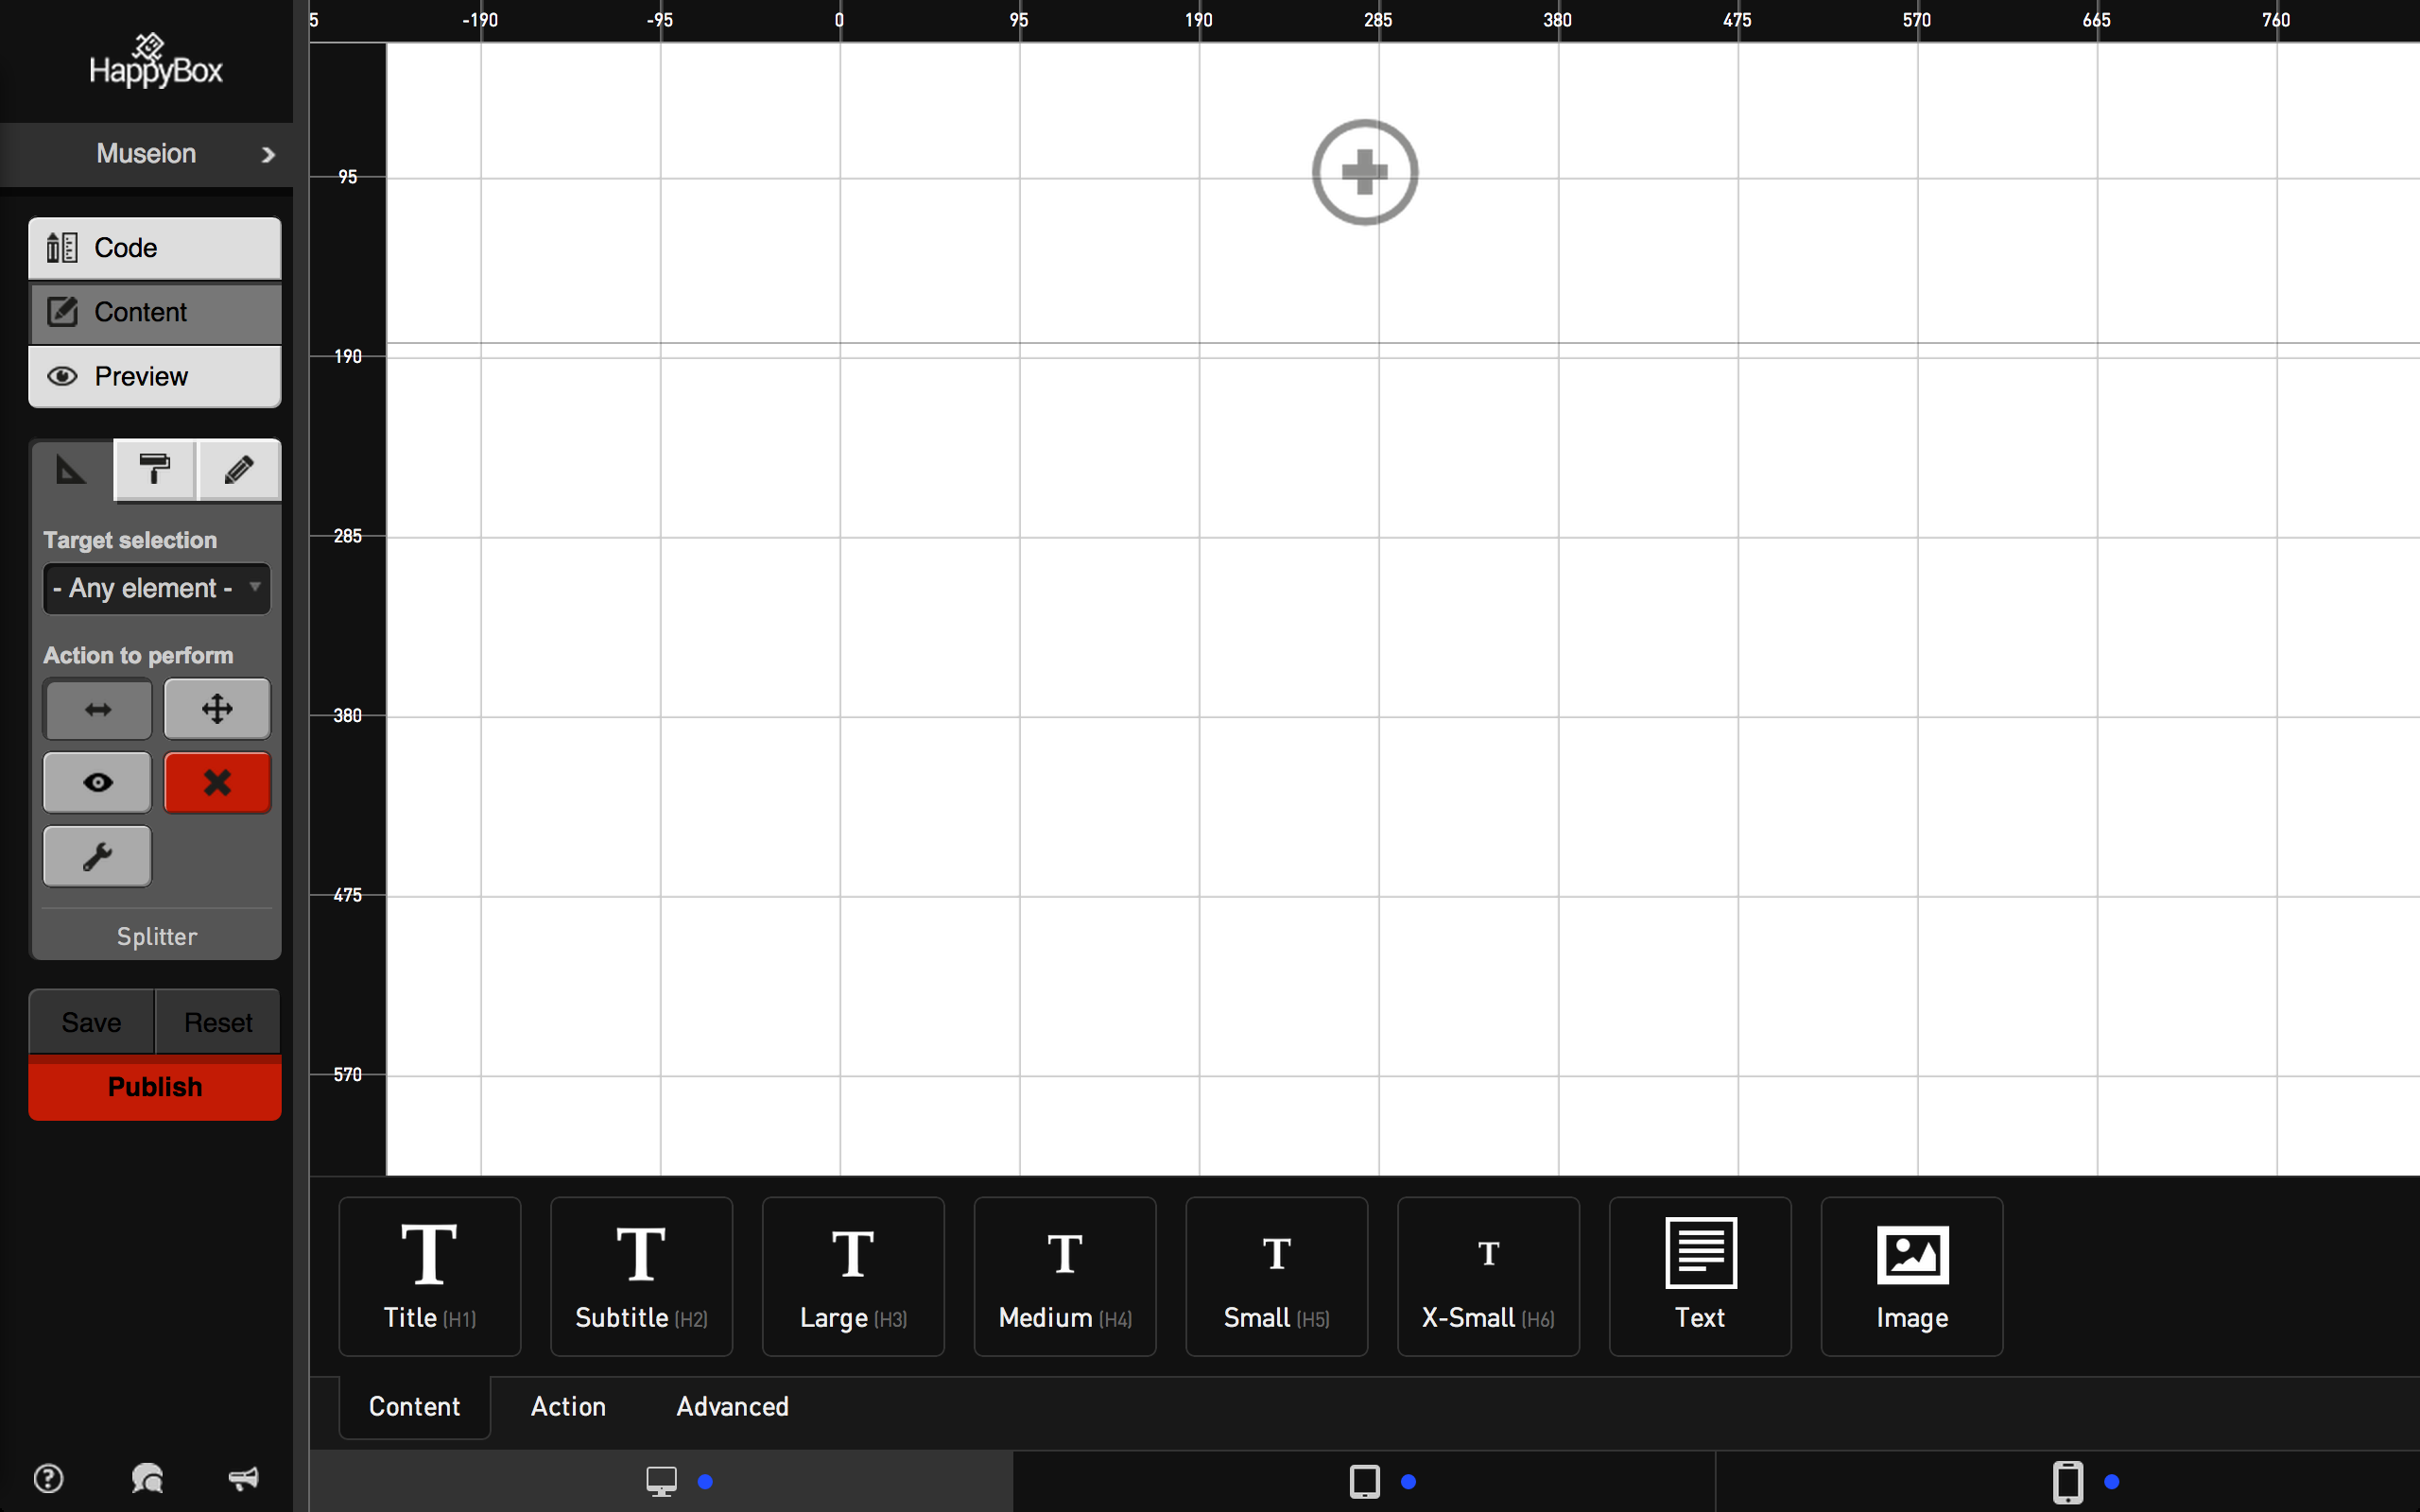 HappyBox
Museion
Code
Content
Preview
Target selection
- Any element -
Action to perform
Splitter
Save Reset
Publish
5 -190 -95 0 95 190 285 380 475 570 665 760
95
190
285
380
475
570
Title (H1) Subtitle (H2) Large (H3) Medium (H4) Small (H5) X-Small (H6) Text Image
Content Action Advanced